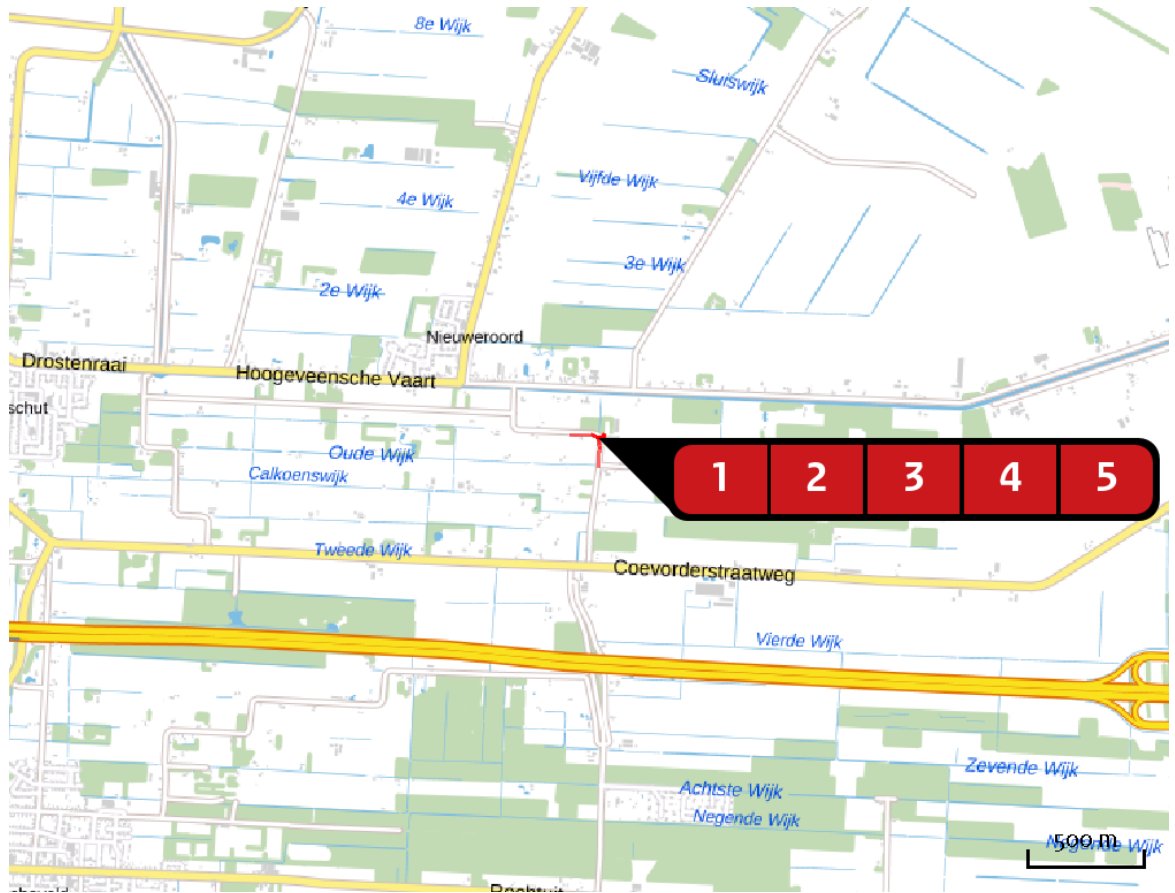 8e Wijk
Sluiswijk
Vijfde Wijk
4e Wijk
3e Wijk
2e Wijk
Nieuweroord
Drostenraai
Hoogeveensche Vaart
schut
Oude Wijk
Calkoenswijk
1 2 3 4 5
Tweede Wijk
Coevorderstraatweg
Vierde Wijk
Zevende Wijk
Achtste Wijk
Negende Wijk
Negende Wijk
500 m